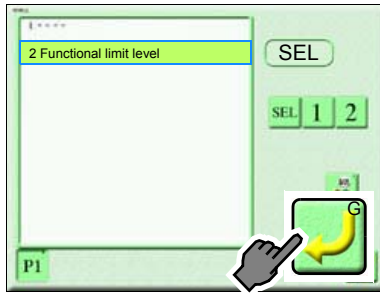 1 ****
2 Functional limit level
SEL
SEL 1 2
G
P1